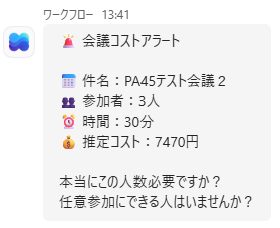 ワークフロー 13:41
🚨 会議コストアラート
📅 件名：PA45テスト会議２
👥 参加者：3人
⏰ 時間：30分
💰 推定コスト：7470円
本当にこの人数必要ですか？
任意参加にできる人はいませんか？